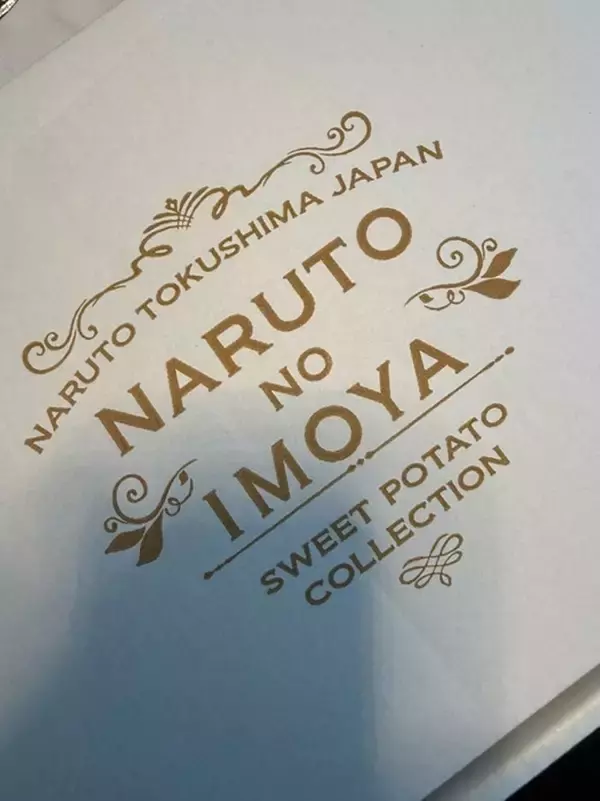 NARUTO TOKUSHIMA JAPAN
NARUTO
NO
IMOYA
SWEET POTATO
COLLECTION